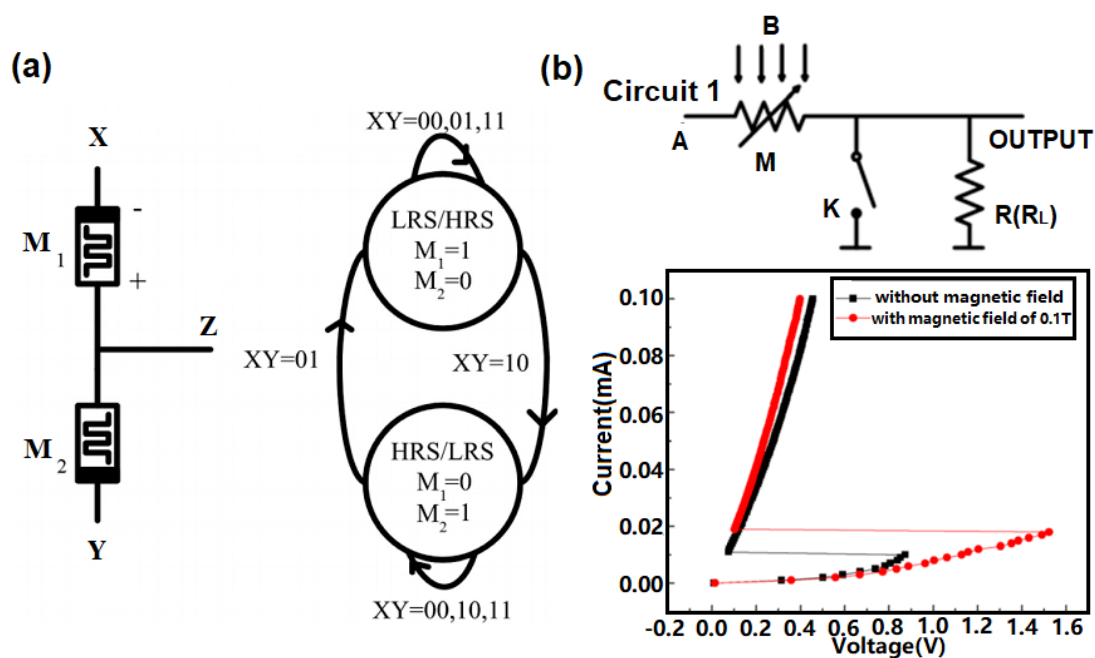 (a)
X
M1
-
+
Z
M2
Y
XY=00,01,11
LRS/HRS
M1=1
M2=0
XY=01
XY=10
HRS/LRS
M1=0
M2=1
XY=00,10,11
(b)
B
Circuit 1
A
M
OUTPUT
K
R(RL)
without magnetic field
with magnetic field of 0.1T
Current(mA)
0.10
0.08
0.06
0.04
0.02
0.00
-0.2 0.0 0.2 0.4 0.6 0.8 1.0 1.2 1.4 1.6
Voltage(V)